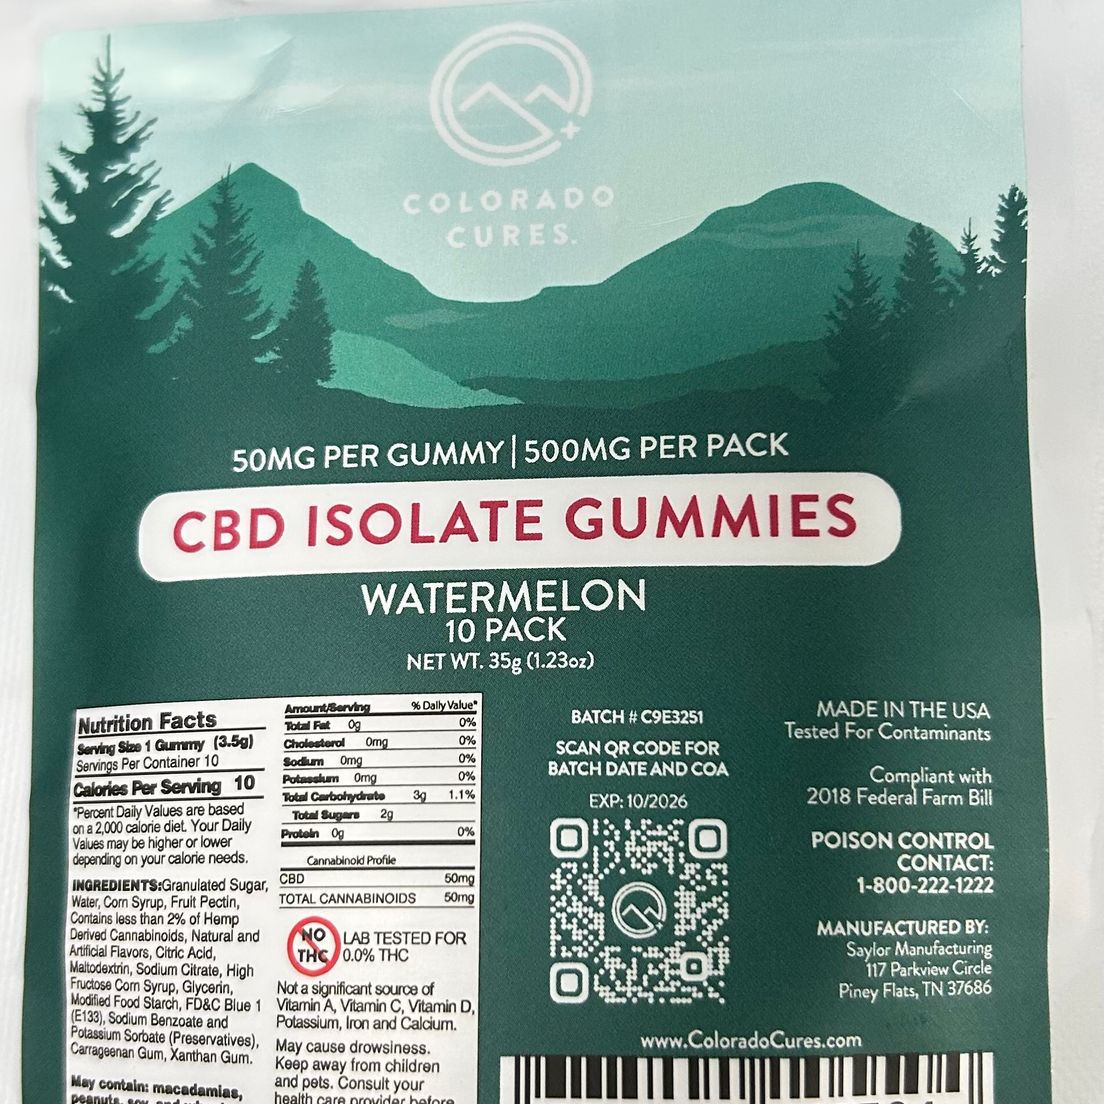 COLORADO
CURES.
50MG PER GUMMY | 500MG PER PACK
CBD ISOLATE GUMMIES
WATERMELON
10 PACK
NET WT. 35g (1.23oz)
Nutrition Facts
Serving Size 1 Gummy (3.5g)
Servings Per Container 10
Calories Per Serving 10
*Percent Daily Values are based
on a 2,000 calorie diet. Your Daily
Values may be higher or lower
depending on your calorie needs.
INGREDIENTS:Granulated Sugar,
Water, Corn Syrup, Fruit Pectin,
Contains less than 2% of Hemp
Derived Cannabinoids, Natural and
Artificial Flavors, Citric Acid,
Maltodextrin, Sodium Citrate, High
Fructose Corn Syrup, Glycerin,
Modified Food Starch, FD&C Blue 1
(E133), Sodium Benzoate and
Potassium Sorbate (Preservatives),
Carrageenan Gum, Xanthan Gum.
May contain: macadamias,
peanuts, soy, and
Amount/Serving % Daily Value*
Total Fat 0g 0%
Cholesterol 0mg 0%
Sodium 0mg 0%
Potassium 0mg 0%
Total Carbohydrate 3g 1.1%
Total Sugars 2g
Protein 0g 0%
Cannabinoid Profile
CBD 50mg
TOTAL CANNABINOIDS 50mg
NO
THC
LAB TESTED FOR
0.0% THC
Not a significant source of
Vitamin A, Vitamin C, Vitamin D,
Potassium, Iron and Calcium.
May cause drowsiness.
Keep away from children
and pets. Consult your
health care provider before
BATCH # C9E3251
SCAN QR CODE FOR
BATCH DATE AND COA
EXP: 10/2026
MADE IN THE USA
Tested For Contaminants
Compliant with
2018 Federal Farm Bill
POISON CONTROL
CONTACT:
1-800-222-1222
MANUFACTURED BY:
Saylor Manufacturing
117 Parkview Circle
Piney Flats, TN 37686
www.ColoradoCures.com